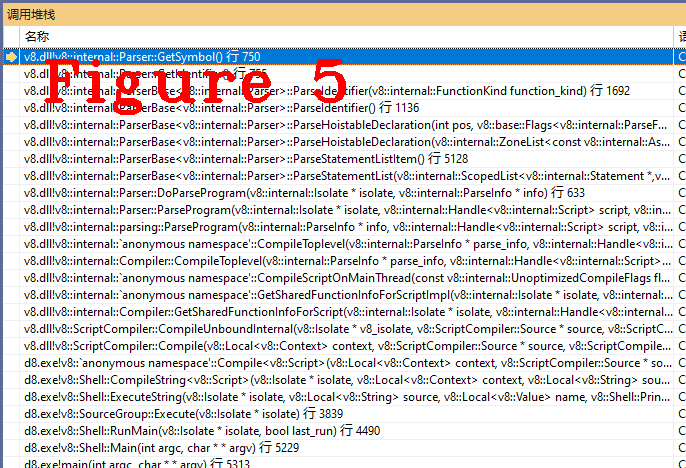 调用堆栈
名称
v8.dll!v8::internal::Parser::GetSymbol() 行 750
v8.dll!v8::internal::Parser::GetIdentifier() 行 755
Figure 5
v8.dll!v8::internal::ParserBase<v8::internal::Parser>::ParseIdentifier(v8::internal::FunctionKind function_kind) 行 1692
v8.dll!v8::internal::ParserBase<v8::internal::Parser>::ParseIdentifier() 行 1136
v8.dll!v8::internal::ParserBase<v8::internal::Parser>::ParseHoistableDeclaration(int pos, v8::base::Flags<v8::internal::ParseF...
v8.dll!v8::internal::ParserBase<v8::internal::Parser>::ParseHoistableDeclaration(v8::internal::ZoneList<const v8::internal::As...
v8.dll!v8::internal::ParserBase<v8::internal::Parser>::ParseStatementListItem() 行 5128
v8.dll!v8::internal::ParserBase<v8::internal::Parser>::ParseStatementList(v8::internal::ScopedList<v8::internal::Statement *,v...
v8.dll!v8::internal::Parser::DoParseProgram(v8::internal::Isolate * isolate, v8::internal::ParseInfo * info) 行 633
v8.dll!v8::internal::Parser::ParseProgram(v8::internal::Isolate * isolate, v8::internal::Handle<v8::internal::Script> script, v8::in...
v8.dll!v8::internal::parsing::ParseProgram(v8::internal::ParseInfo * info, v8::internal::Handle<v8::internal::Script> script, v8::i...
v8.dll!v8::internal::`anonymous namespace'::CompileToplevel(v8::internal::ParseInfo * parse_info, v8::internal::Handle<v8::i...
v8.dll!v8::internal::Compiler::CompileToplevel(v8::internal::ParseInfo * parse_info, v8::internal::Handle<v8::internal::Script>...
v8.dll!v8::internal::`anonymous namespace'::CompileScriptOnMainThread(const v8::internal::UnoptimizedCompileFlags fl...
v8.dll!v8::internal::`anonymous namespace'::GetSharedFunctionInfoForScriptImpl(v8::internal::Isolate * isolate, v8::internal...
v8.dll!v8::internal::Compiler::GetSharedFunctionInfoForScript(v8::internal::Isolate * isolate, v8::internal::Handle<v8::interna...
v8.dll!v8::ScriptCompiler::CompileUnboundInternal(v8::Isolate * v8_isolate, v8::ScriptCompiler::Source * source, v8::ScriptC...
v8.dll!v8::ScriptCompiler::Compile(v8::Local<v8::Context> context, v8::ScriptCompiler::Source * source, v8::ScriptCompile...
d8.exe!v8::`anonymous namespace'::Compile<v8::Script>(v8::Local<v8::Context> context, v8::ScriptCompiler::Source * so...
d8.exe!v8::Shell::CompileString<v8::Script>(v8::Isolate * isolate, v8::Local<v8::Context> context, v8::Local<v8::String> sou...
d8.exe!v8::Shell::ExecuteString(v8::Isolate * isolate, v8::Local<v8::String> source, v8::Local<v8::Value> name, v8::Shell::Prin...
d8.exe!v8::SourceGroup::Execute(v8::Isolate * isolate) 行 3839
d8.exe!v8::Shell::RunMain(v8::Isolate * isolate, bool last_run) 行 4490
d8.exe!v8::Shell::Main(int argc, char * * argv) 行 5229
d8.exe!main(int argc, char * * argv) 行 5313